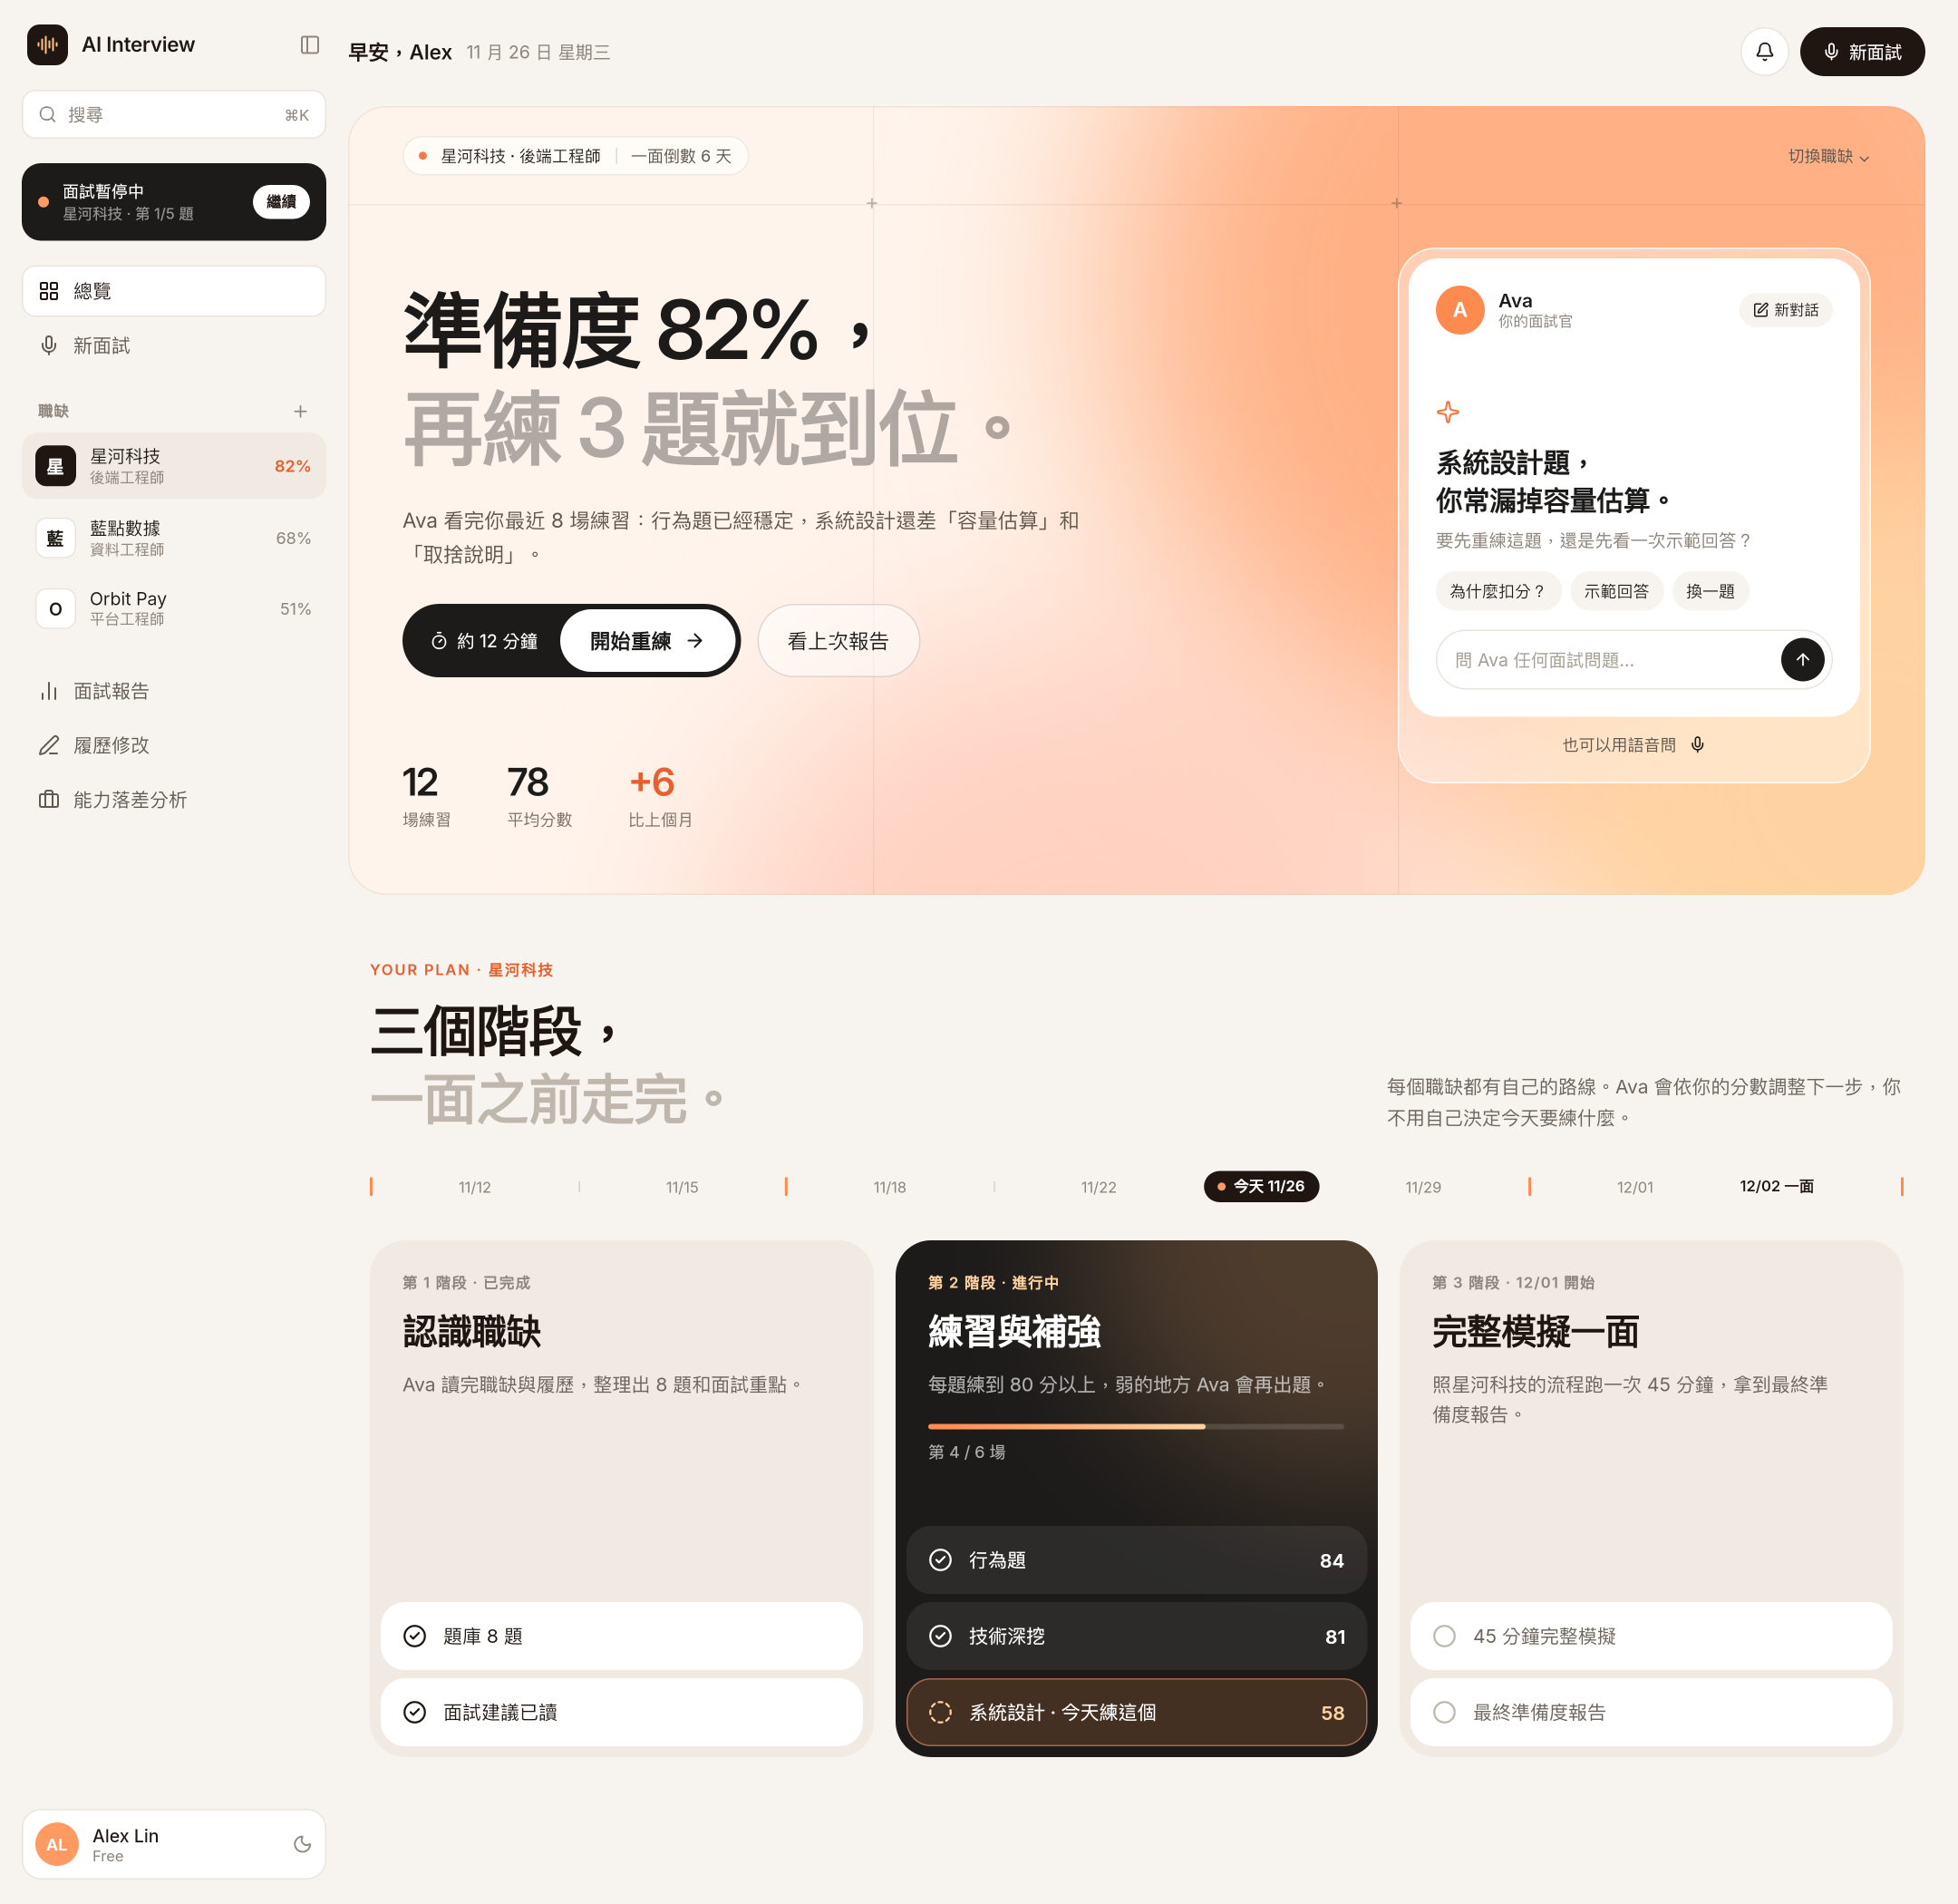 AI Interview
搜尋 ⌘K
面試暫停中
星河科技 · 第 1/5 題
繼續
總覽
新面試
職缺 +
星 星河科技
後端工程師
82%
藍 藍點數據
資料工程師
68%
O Orbit Pay
平台工程師
51%
面試報告
履歷修改
能力落差分析
AL Alex Lin
Free
早安，Alex 11 月 26 日 星期三
新面試
星河科技 · 後端工程師 | 一面倒數 6 天
切換職缺
準備度 82%，
再練 3 題就到位。
Ava 看完你最近 8 場練習：行為題已經穩定，系統設計還差「容量估算」和
「取捨說明」。
約 12 分鐘 開始重練 → 看上次報告
12 78 +6
場練習 平均分數 比上個月
A Ava
你的面試官
新對話
系統設計題，
你常漏掉容量估算。
要先重練這題，還是先看一次示範回答？
為什麼扣分？ 示範回答 換一題
問 Ava 任何面試問題...
也可以用語音問
YOUR PLAN · 星河科技
三個階段，
一面之前走完。
每個職缺都有自己的路線。Ava 會依你的分數調整下一步，你
不用自己決定今天要練什麼。
11/12 11/15 11/18 11/22 今天 11/26 11/29 12/01 12/02 一面
第 1 階段 · 已完成
認識職缺
Ava 讀完職缺與履歷，整理出 8 題和面試重點。
題庫 8 題
面試建議已讀
第 2 階段 · 進行中
練習與補強
每題練到 80 分以上，弱的地方 Ava 會再出題。
第 4 / 6 場
行為題 84
技術深挖 81
系統設計 · 今天練這個 58
第 3 階段 · 12/01 開始
完整模擬一面
照星河科技的流程跑一次 45 分鐘，拿到最終準
備度報告。
45 分鐘完整模擬
最終準備度報告